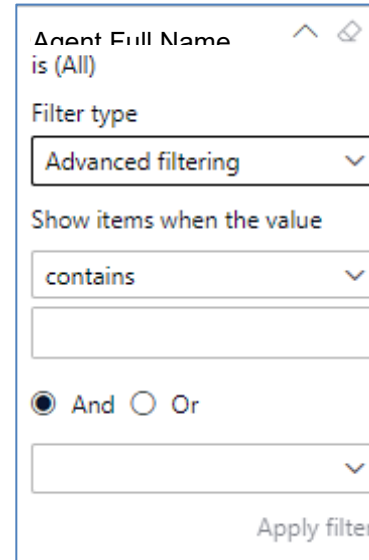 Agent Full Name
is (All)
Filter type
Advanced filtering
Show items when the value
contains
And Or
Apply filter